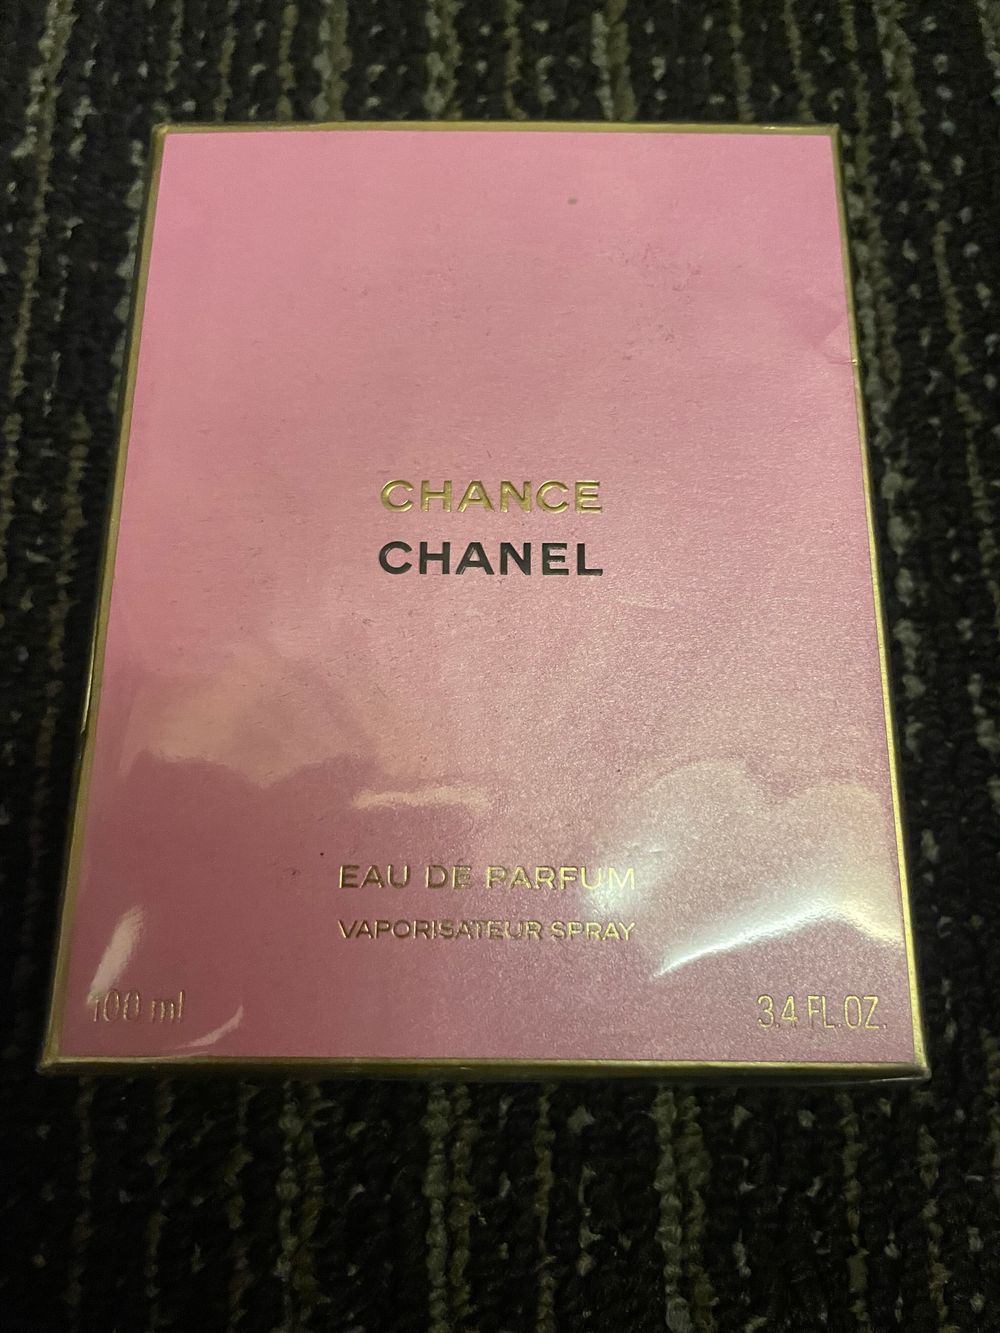 CHANCE
CHANEL
EAU DE PARFUM
VAPORISATEUR SPRAY
100 ml 3.4 FL.OZ.